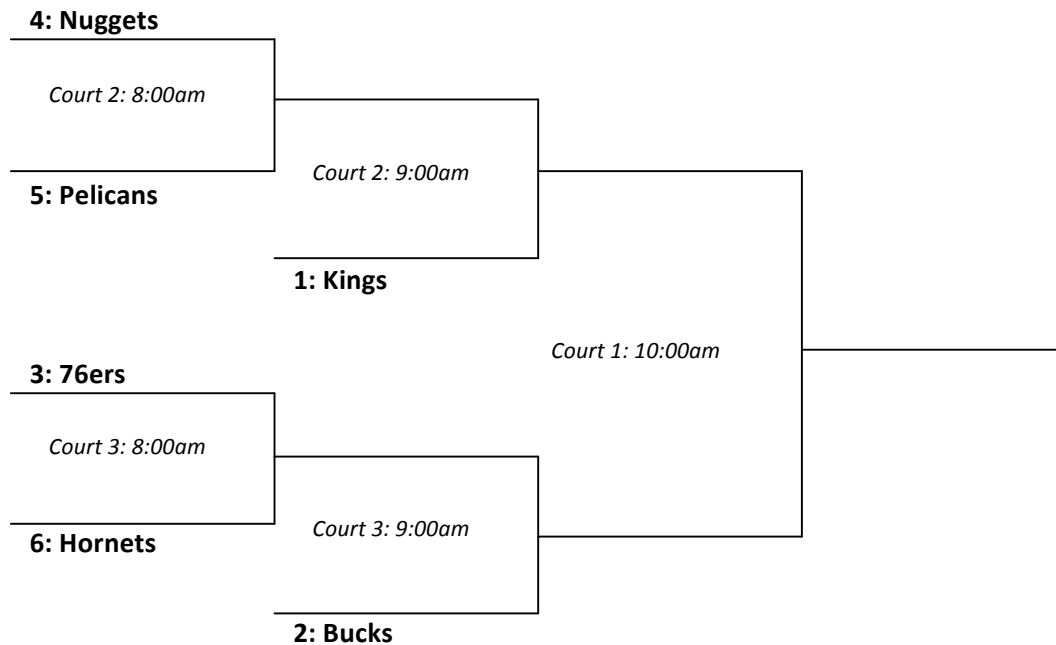 4: Nuggets
Court 2: 8:00am
5: Pelicans
Court 2: 9:00am
1: Kings
Court 1: 10:00am
3: 76ers
Court 3: 8:00am
6: Hornets
Court 3: 9:00am
2: Bucks